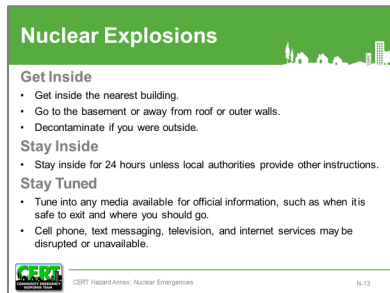 Nuclear Explosions
Get Inside
• Get inside the nearest building.
• Go to the basement or away from roof or outer walls.
• Decontaminate if you were outside.
Stay Inside
• Stay inside for 24 hours unless local authorities provide other instructions.
Stay Tuned
• Tune into any media available for official information, such as when it is
safe to exit and where you should go.
• Cell phone, text messaging, television, and internet services may be
disrupted or unavailable.
CERT
COMMUNITY EMERGENCY
RESPONSE TEAM
CERT Hazard Annex: Nuclear Emergencies
N-13